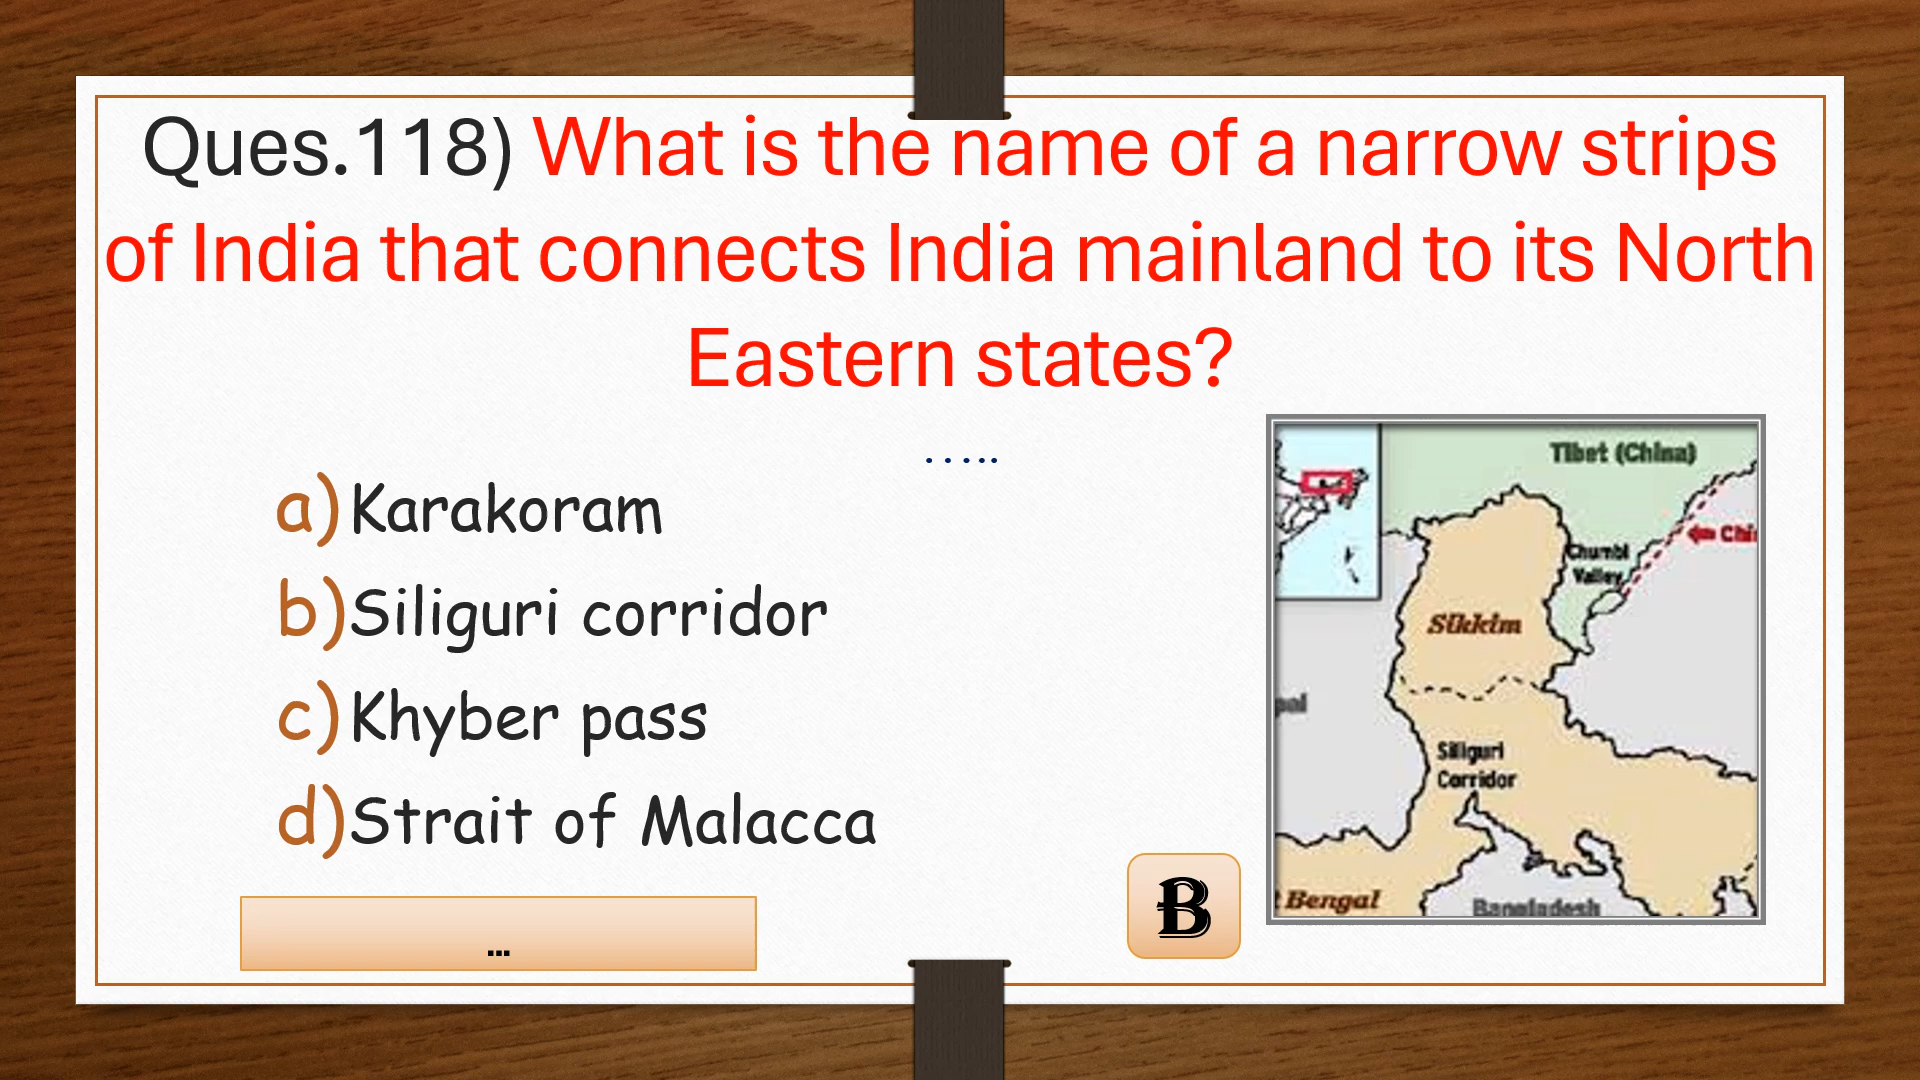 Ques.118) What is the name of a narrow strips
of India that connects India mainland to its North
Eastern states?
.....
a) Karakoram
b) Siliguri corridor
c) Khyber pass
d) Strait of Malacca
...
B
Tibet (China)
Chumbi
Valley
Sikkim
Siliguri
Corridor
Bengal
Bangladesh